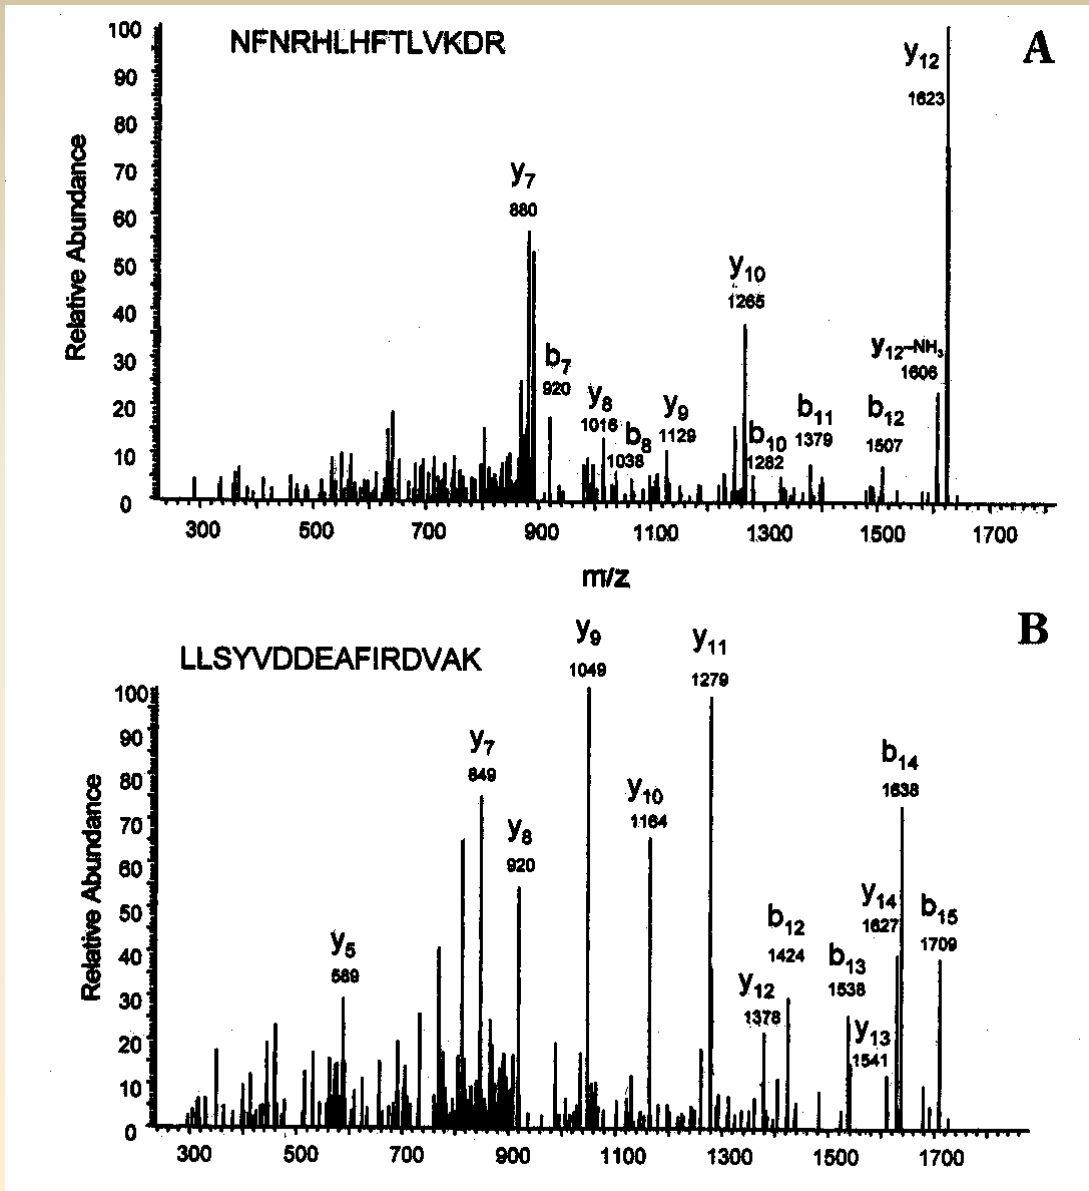 NFNRHLHFTLVKDR
A
Relative Abundance
100
90
80
70
60
50
40
30
20
10
0
y12
1623
y7
880
y10
1265
y12-NH3
1606
b7
920
y8
1016
b8
1038
y9
1129
b10
1282
b11
1379
b12
1507
300 500 700 900 1100 1300 1500 1700
m/z
B
LLSYVDDEAFIRDVAK
Relative Abundance
100
90
80
70
60
50
40
30
20
10
0
y9
1049
y11
1279
y7
849
b14
1638
y10
1164
y8
920
y14
1627
b15
1709
b12
1424
y5
589
b13
1538
y12
1378
y13
1541
300 500 700 900 1100 1300 1500 1700